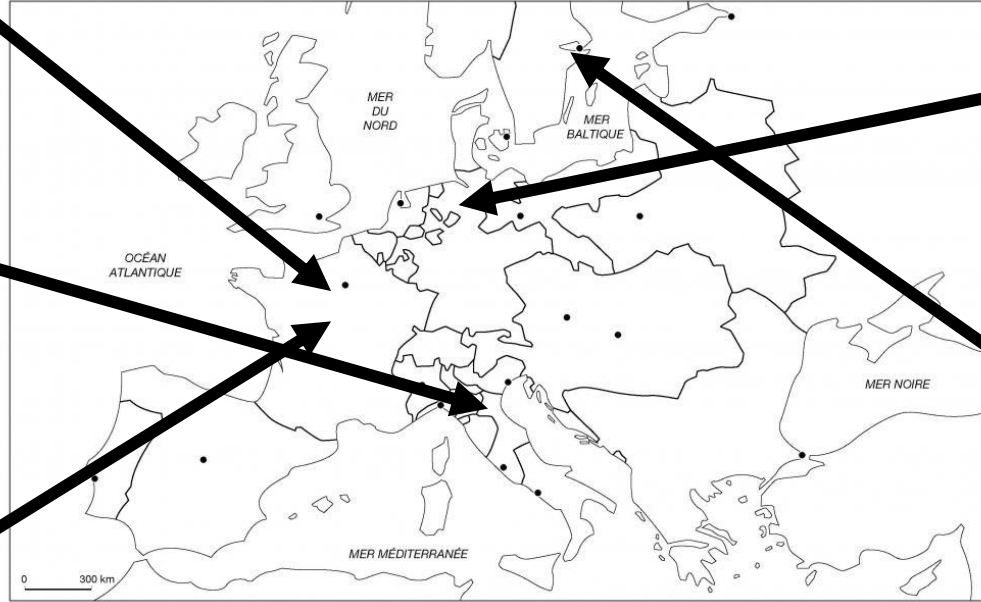 MER
DU
NORD
MER
BALTIQUE
OCÉAN
ATLANTIQUE
MER NOIRE
MER MÉDITERRANÉE
0 300 km